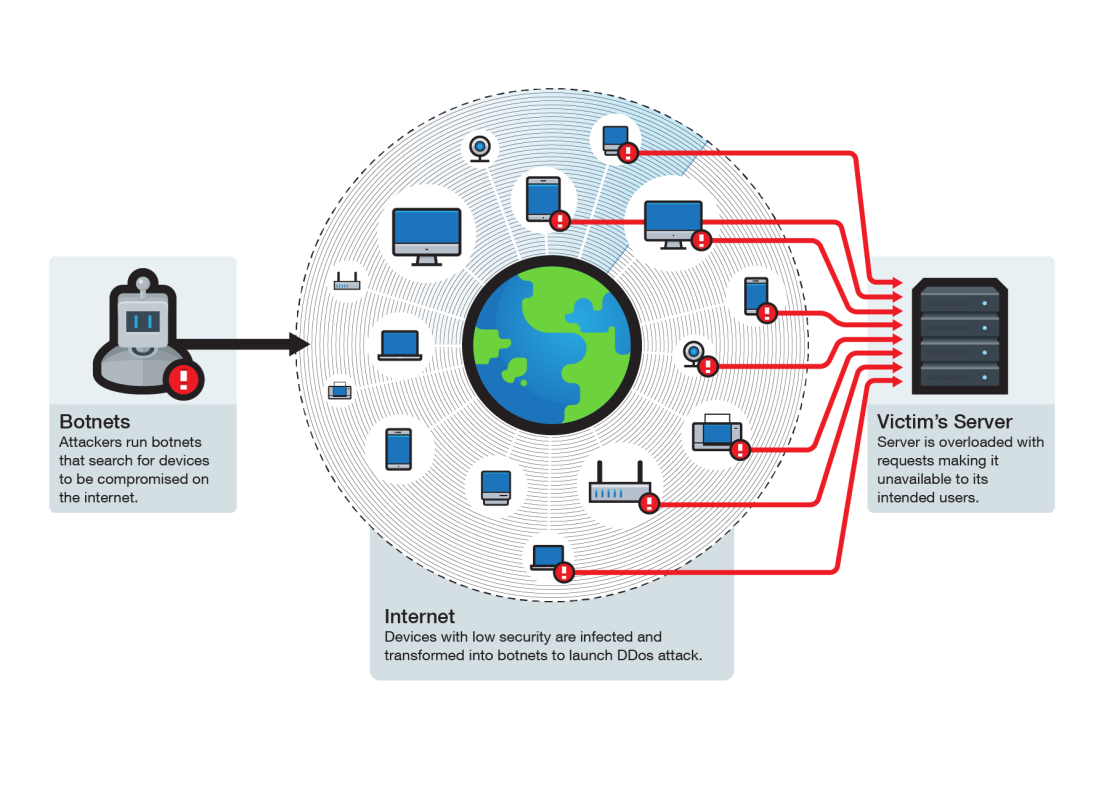 Botnets
Attackers run botnets
that search for devices
to be compromised on
the internet.
Internet
Devices with low security are infected and
transformed into botnets to launch DDos attack.
Victim’s Server
Server is overloaded with
requests making it
unavailable to its
intended users.